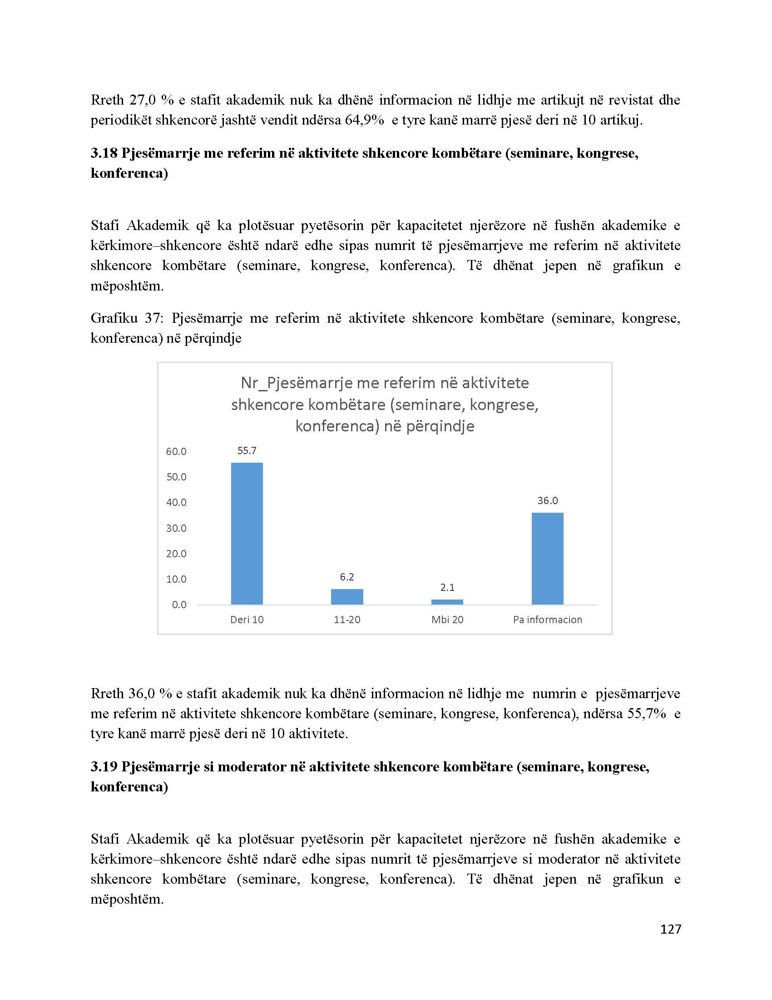 Rreth 27,0 % e stafit akademik nuk ka dhënë informacion në lidhje me artikujt në revistat dhe
periodikët shkencorë jashtë vendit ndërsa 64,9%  e tyre kanë marrë pjesë deri në 10 artikuj.
3.18 Pjesëmarrje me referim në aktivitete shkencore kombëtare (seminare, kongrese,
konferenca)
Stafi Akademik që ka plotësuar pyetësorin për kapacitetet njerëzore në fushën akademike e
kërkimore–shkencore është ndarë edhe sipas numrit të pjesëmarrjeve me referim në aktivitete
shkencore kombëtare (seminare, kongrese, konferenca). Të dhënat jepen në grafikun e
mëposhtëm.
Grafiku 37: Pjesëmarrje me referim në aktivitete shkencore kombëtare (seminare, kongrese,
konferenca) në përqindje
Nr_Pjesëmarrje me referim në aktivitete
shkencore kombëtare (seminare, kongrese,
konferenca) në përqindje
60.0
50.0
40.0
30.0
20.0
10.0
0.0
55.7
6.2
2.1
36.0
Deri 10
11-20
Mbi 20
Pa informacion
Rreth 36,0 % e stafit akademik nuk ka dhënë informacion në lidhje me  numrin e  pjesëmarrjeve
me referim në aktivitete shkencore kombëtare (seminare, kongrese, konferenca), ndërsa 55,7%  e
tyre kanë marrë pjesë deri në 10 aktivitete.
3.19 Pjesëmarrje si moderator në aktivitete shkencore kombëtare (seminare, kongrese,
konferenca)
Stafi Akademik që ka plotësuar pyetësorin për kapacitetet njerëzore në fushën akademike e
kërkimore–shkencore është ndarë edhe sipas numrit të pjesëmarrjeve si moderator në aktivitete
shkencore kombëtare (seminare, kongrese, konferenca). Të dhënat jepen në grafikun e
mëposhtëm.
127